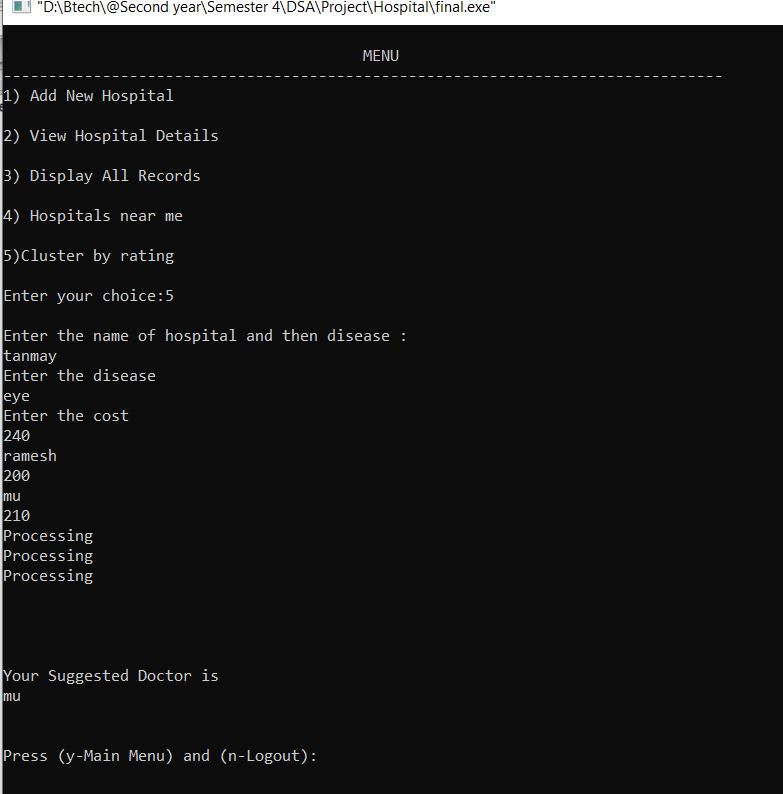 "D:\Btech\@Second year\Semester 4\DSA\Project\Hospital\final.exe"
MENU
--------------------------------------------------------------------------------
1) Add New Hospital
2) View Hospital Details
3) Display All Records
4) Hospitals near me
5)Cluster by rating
Enter your choice:5
Enter the name of hospital and then disease :
tanmay
Enter the disease
eye
Enter the cost
240
ramesh
200
mu
210
Processing
Processing
Processing
Your Suggested Doctor is
mu
Press (y-Main Menu) and (n-Logout):